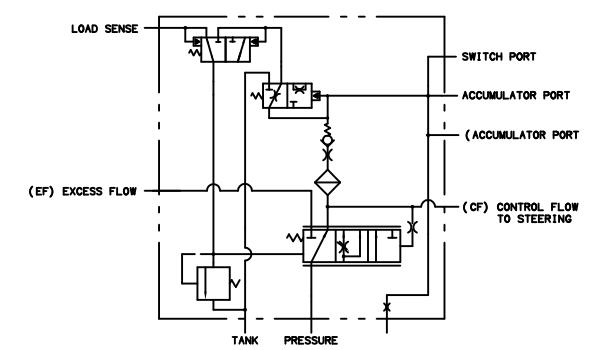 LOAD SENSE
SWITCH PORT
ACCUMULATOR PORT
(ACCUMULATOR PORT
(EF) EXCESS FLOW
(CF) CONTROL FLOW
TO STEERING
TANK PRESSURE